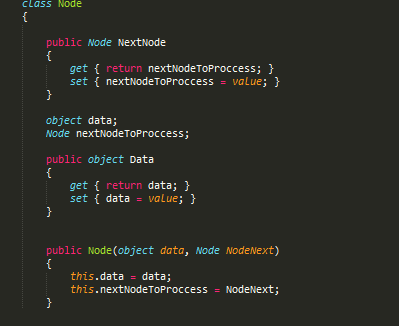 class Node
{
public Node NextNode
{
get { return nextNodeToProccess; }
set { nextNodeToProccess = value; }
}
object data;
Node nextNodeToProccess;
public object Data
{
get { return data; }
set { data = value; }
}
public Node(object data, Node NodeNext)
{
this.data = data;
this.nextNodeToProccess = NodeNext;
}